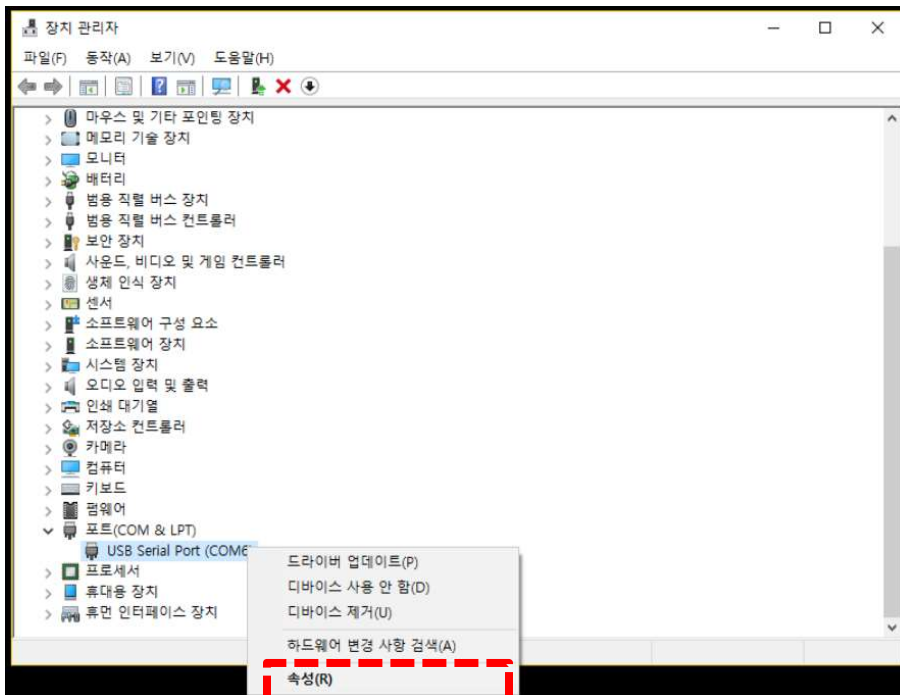 장치 관리자
파일(F) 동작(A) 보기(V) 도움말(H)
마우스 및 기타 포인팅 장치
메모리 기술 장치
모니터
배터리
범용 직렬 버스 장치
범용 직렬 버스 컨트롤러
보안 장치
사운드, 비디오 및 게임 컨트롤러
생체 인식 장치
센서
소프트웨어 구성 요소
소프트웨어 장치
시스템 장치
오디오 입력 및 출력
인쇄 대기열
저장소 컨트롤러
카메라
컴퓨터
키보드
펌웨어
포트(COM & LPT)
USB Serial Port (COM6)
프로세서
휴대용 장치
휴먼 인터페이스 장치
드라이버 업데이트(P)
디바이스 사용 안 함(D)
디바이스 제거(U)
하드웨어 변경 사항 검색(A)
속성(R)